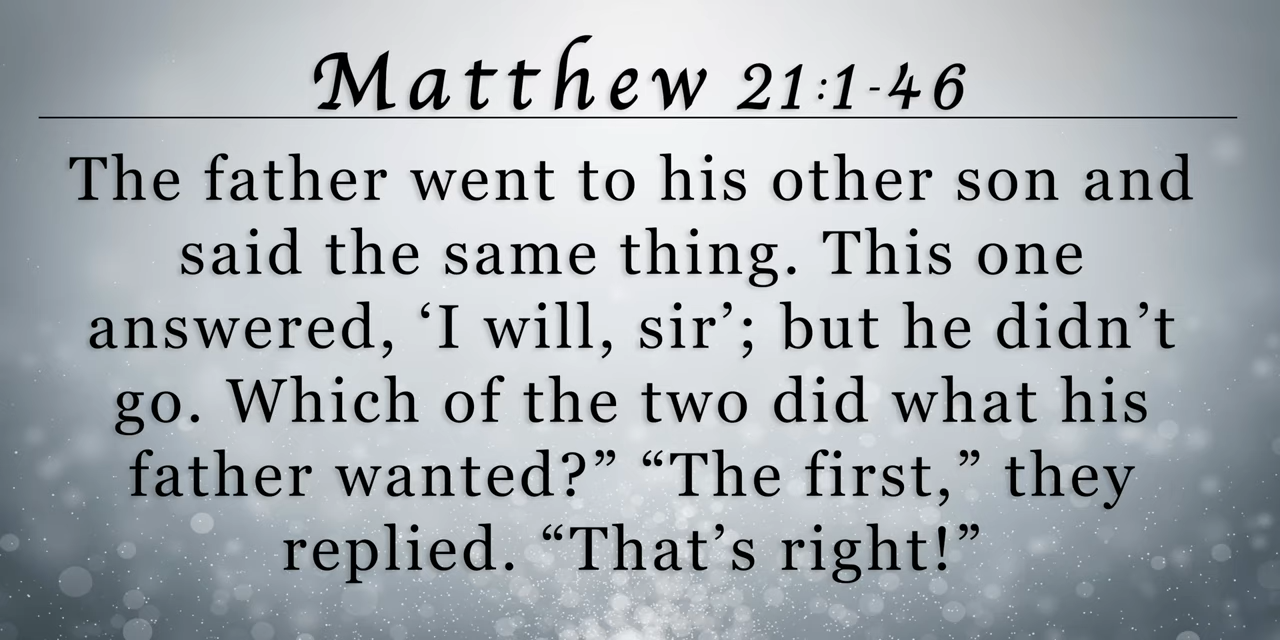 Matthew 21:1-46
The father went to his other son and
said the same thing. This one
answered, ‘I will, sir’; but he didn’t
go. Which of the two did what his
father wanted?” “The first,” they
replied. “That’s right!”